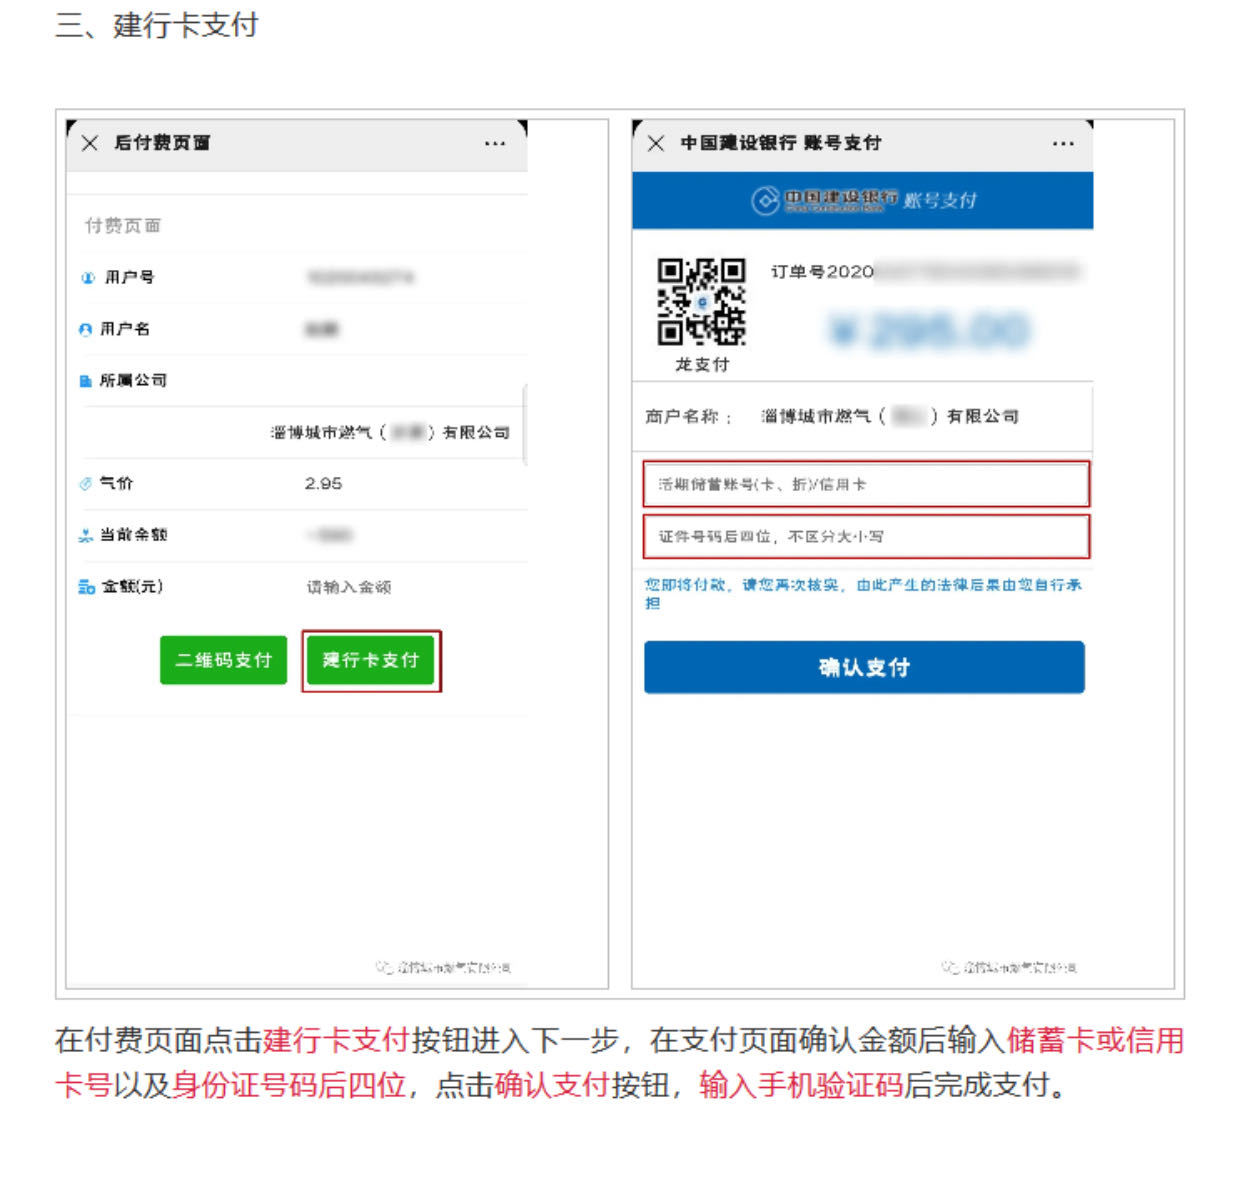 三、建行卡支付
后付费页面
付费页面
用户号
用户名
所属公司
淄博城市燃气（ ）有限公司
气价 2.95
当前余额
金额(元) 请输入金额
二维码支付 建行卡支付
中国建设银行 账号支付
中国建设银行 账号支付
订单号2020
龙支付
商户名称： 淄博城市燃气（ ）有限公司
活期储蓄账号(卡、折)/信用卡
证件号码后四位，不区分大小写
您即将付款，请您再次核实，由此产生的法律后果由您自行承
担
确认支付
在付费页面点击建行卡支付按钮进入下一步，在支付页面确认金额后输入储蓄卡或信用
卡号以及身份证号码后四位，点击确认支付按钮，输入手机验证码后完成支付。